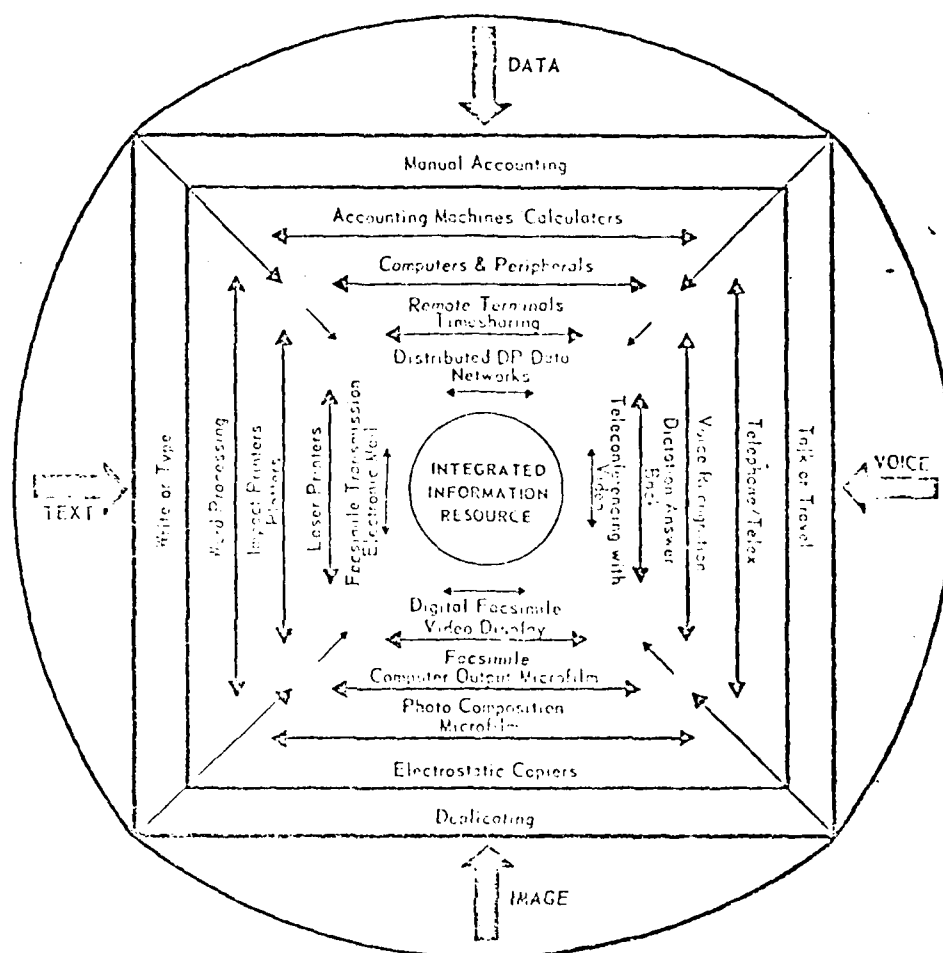 DATA
Manual Accounting
Accounting Machines Calculators
Computers & Peripherals
Remote Terminals
Timesharing
Distributed DP Data
Networks
TEXT
Write or Type
Word Processing
Impact Printers
Plotters
Laser Printers
Facsimile Transmission
Electronic Mail
INTEGRATED
INFORMATION
RESOURCE
Teleconferencing with
Video
Dictation Answer
Back
Voice Recognition
Telephone/Telex
Talk or Travel
VOICE
Digital Facsimile
Video Display
Facsimile
Computer Output Microfilm
Photo Composition
Microfilm
Electrostatic Copiers
Duplicating
IMAGE